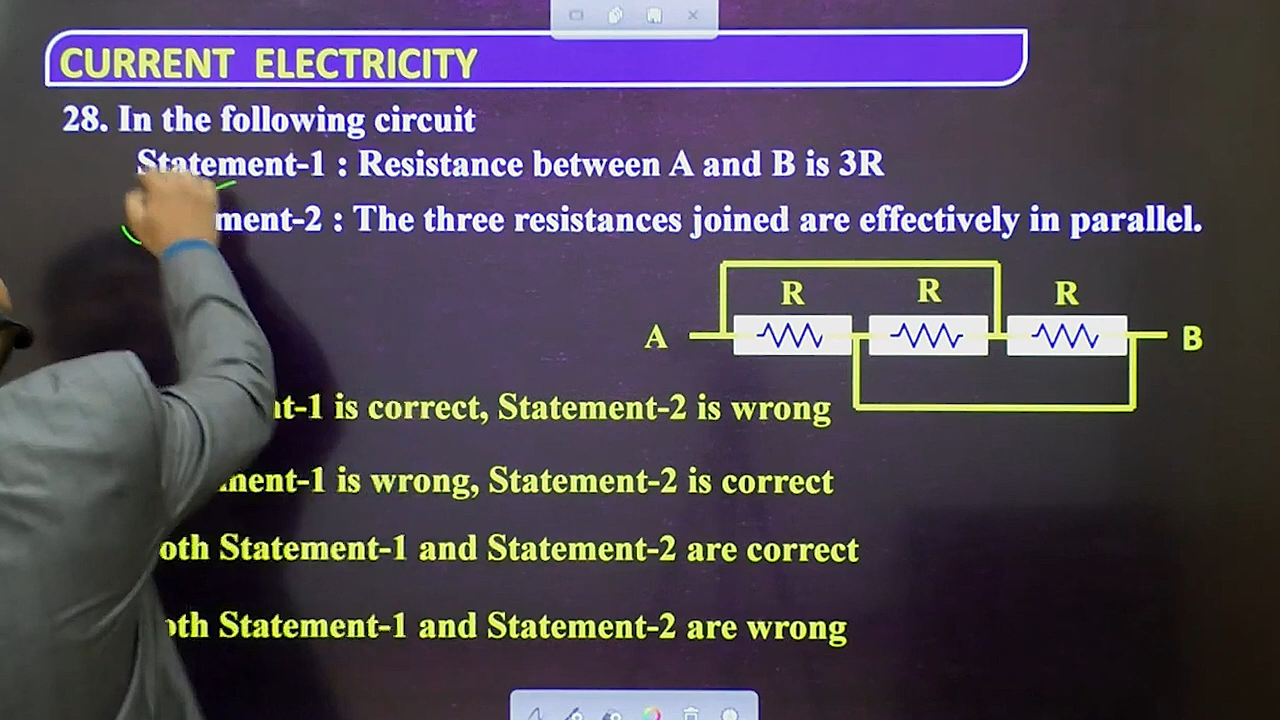 CURRENT ELECTRICITY
28. In the following circuit
Statement-1 : Resistance between A and B is 3R
ment-2 : The three resistances joined are effectively in parallel.
R R R
A B
nt-1 is correct, Statement-2 is wrong
ment-1 is wrong, Statement-2 is correct
oth Statement-1 and Statement-2 are correct
oth Statement-1 and Statement-2 are wrong